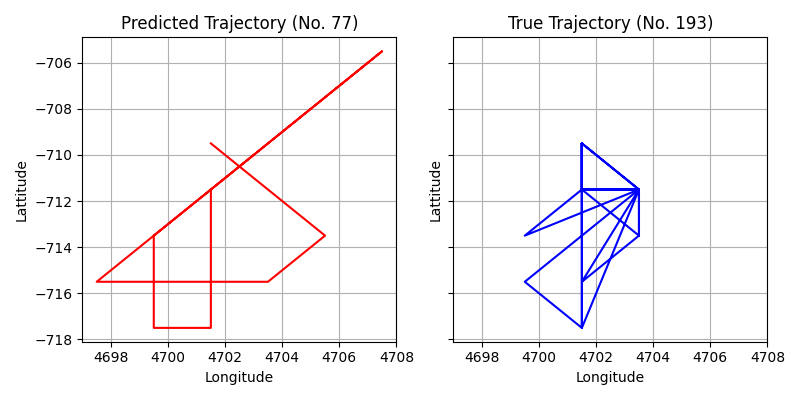 Predicted Trajectory (No. 77)
True Trajectory (No. 193)
Lattitude
−706
−708
−710
−712
−714
−716
−718
4698 4700 4702 4704 4706 4708
Longitude
Lattitude
4698 4700 4702 4704 4706 4708
Longitude